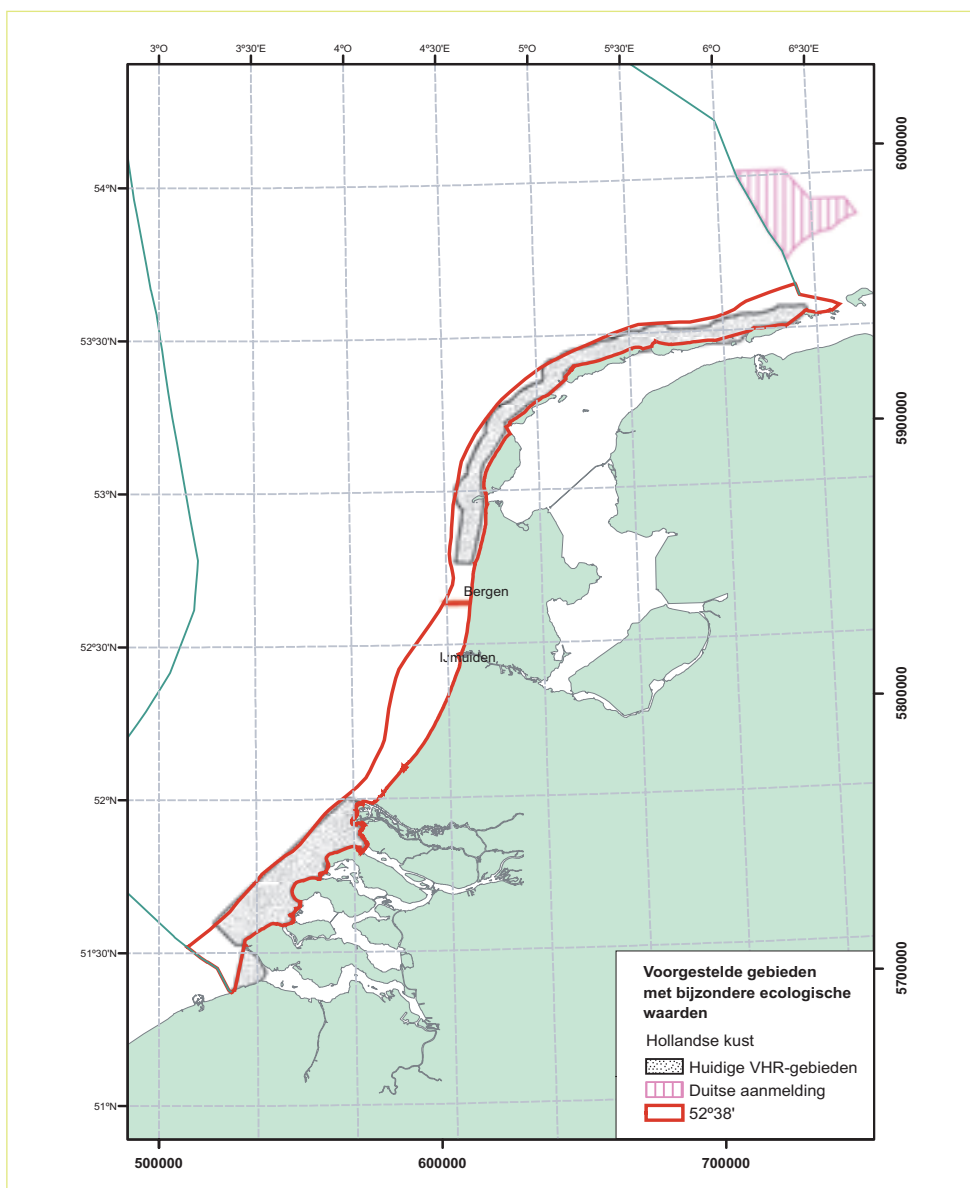 3°O 3°30'E 4°O 4°30'E 5°O 5°30'E 6°O 6°30'E
6000000
54°N
53°30'N
5900000
53°N
Bergen
IJmuiden
52°30'N
5800000
52°N
51°30'N
5700000
Voorgestelde gebieden
met bijzondere ecologische
waarden
Hollandse kust
Huidige VHR-gebieden
Duitse aanmelding
52°38'
51°N
500000 600000 700000